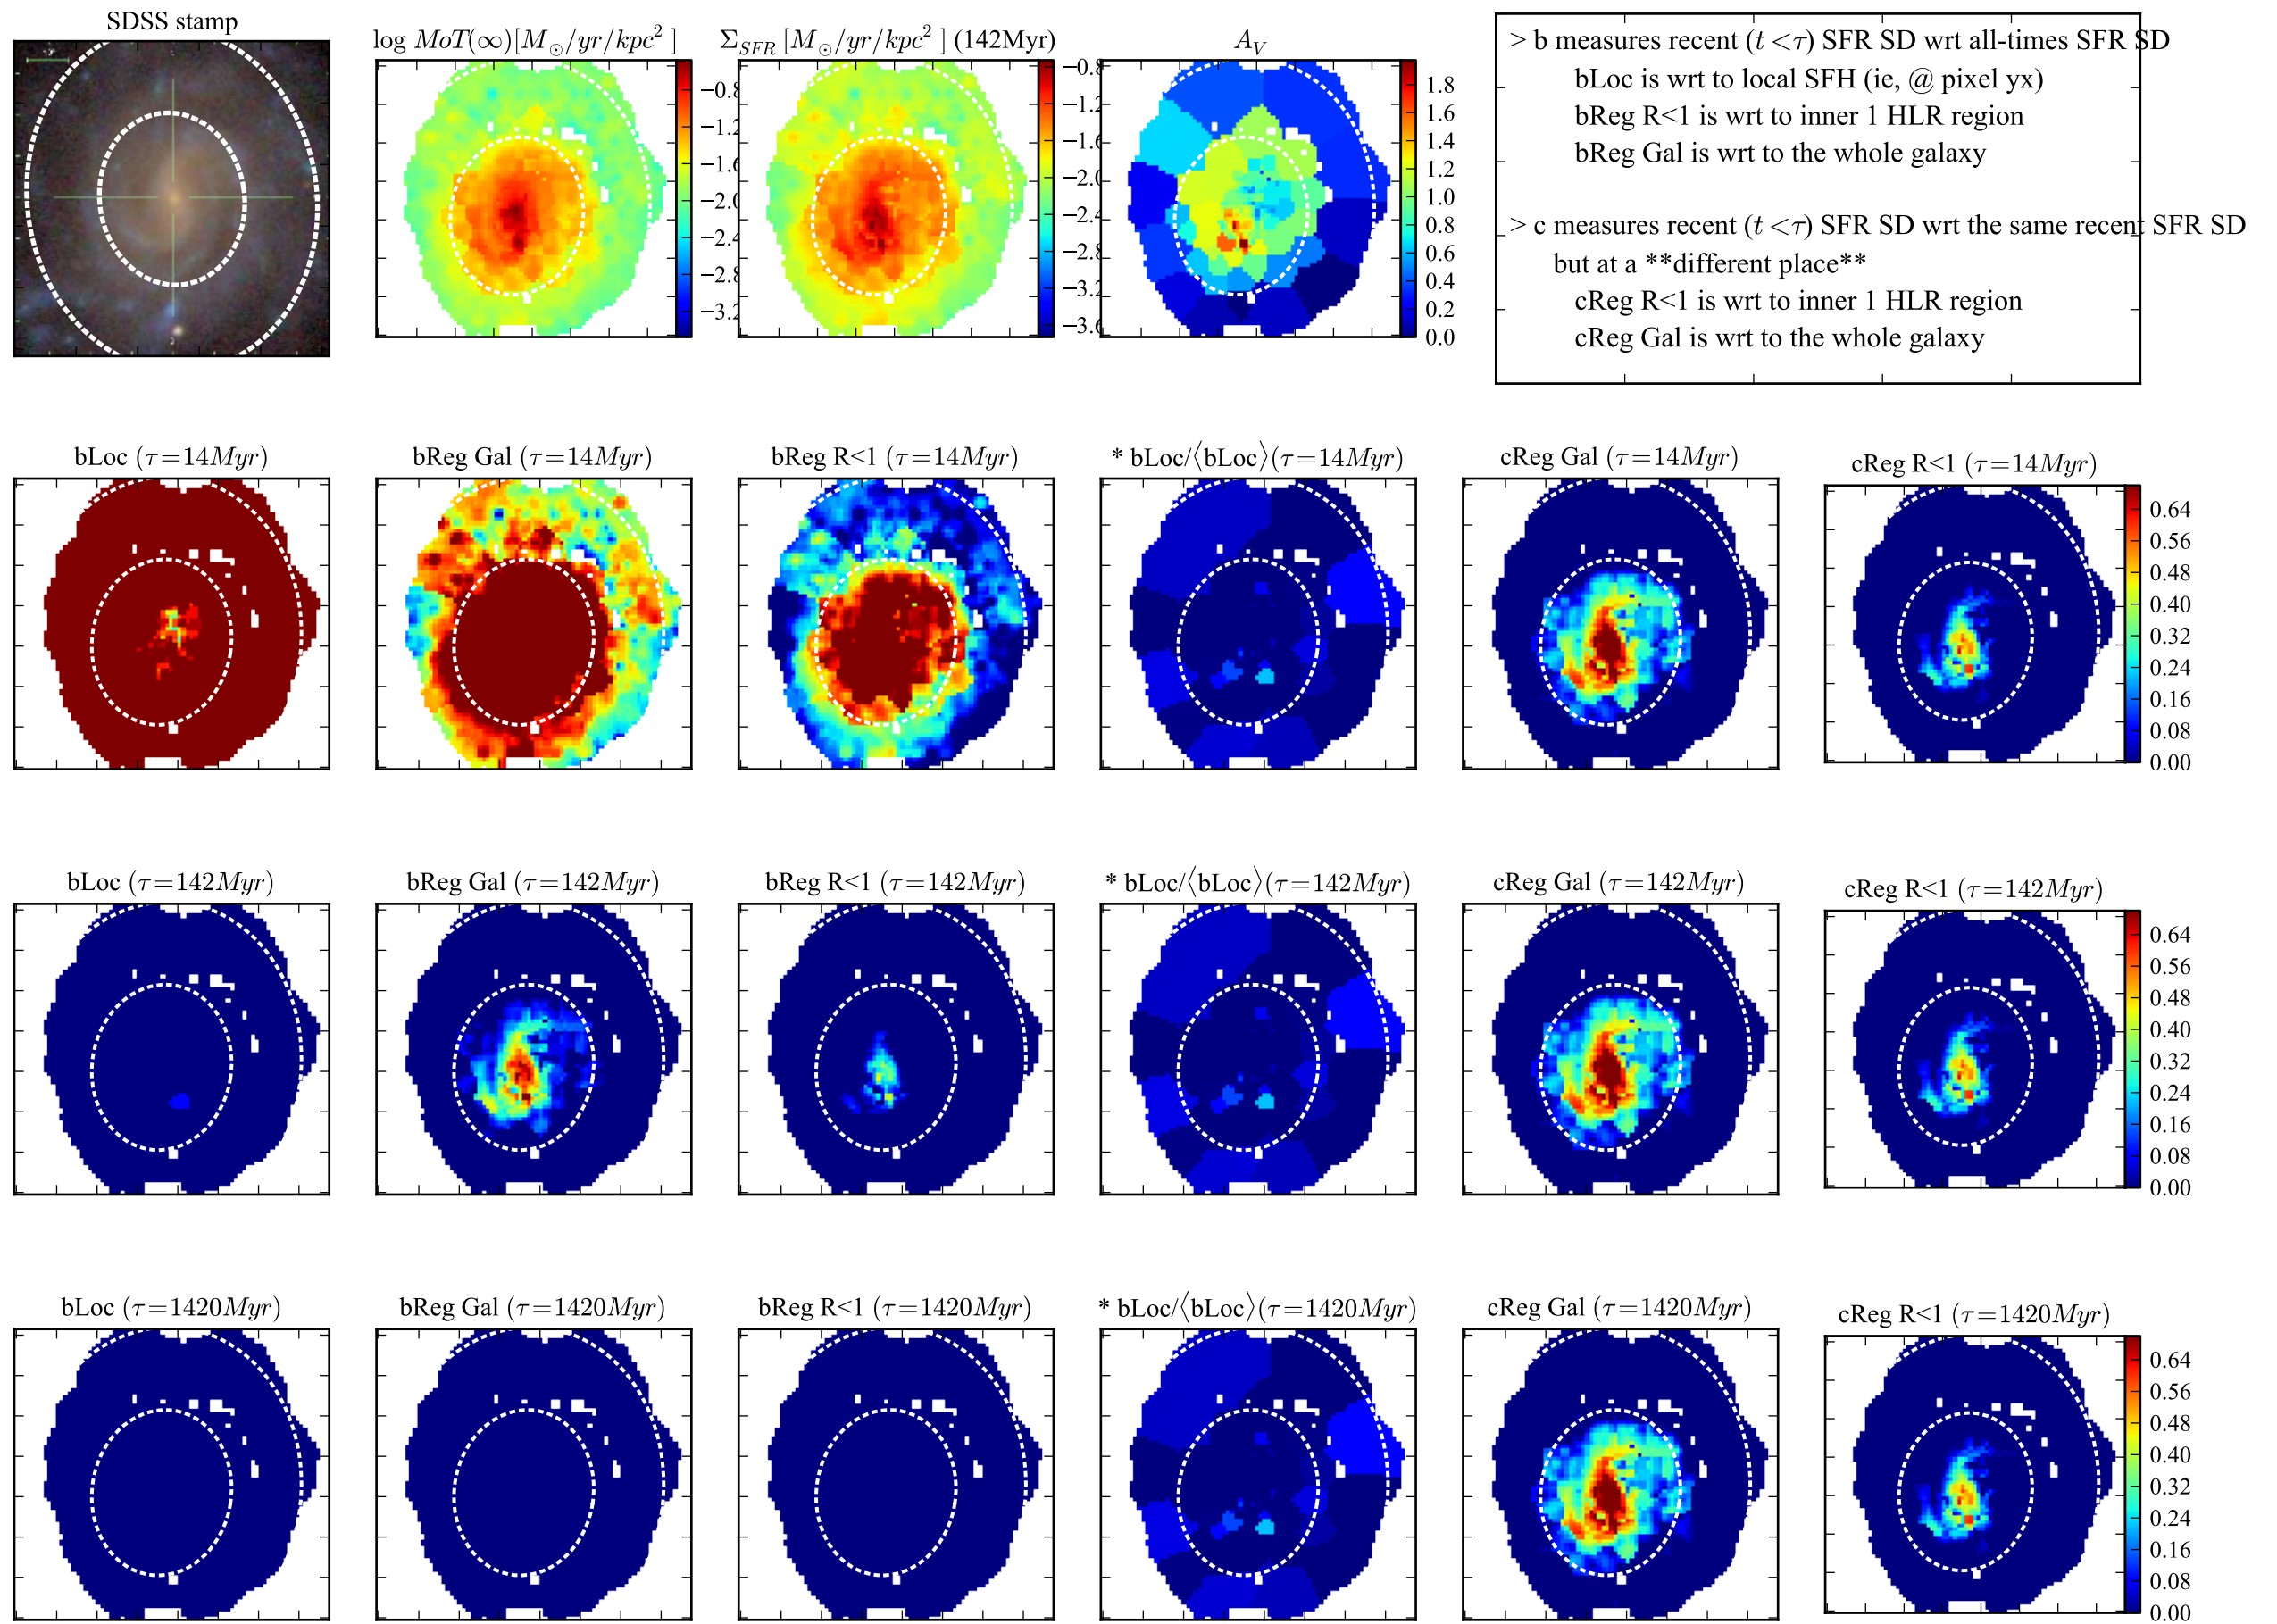 SDSS stamp
log MoT(∞)[M⊙/yr/kpc² ]
Σ_SFR [M⊙/yr/kpc² ] (142Myr)
A_V
−0.8
−1.2
−1.6
−2.0
−2.4
−2.8
−3.2
−0.8
−1.2
−1.6
−2.0
−2.4
−2.8
−3.2
−3.6
1.8
1.6
1.4
1.2
1.0
0.8
0.6
0.4
0.2
0.0
> b measures recent (t <τ) SFR SD wrt all-times SFR SD
bLoc is wrt to local SFH (ie, @ pixel yx)
bReg R<1 is wrt to inner 1 HLR region
bReg Gal is wrt to the whole galaxy
> c measures recent (t <τ) SFR SD wrt the same recent SFR SD
but at a **different place**
cReg R<1 is wrt to inner 1 HLR region
cReg Gal is wrt to the whole galaxy
bLoc (τ=14Myr)
bReg Gal (τ=14Myr)
bReg R<1 (τ=14Myr)
* bLoc/⟨bLoc⟩(τ=14Myr)
cReg Gal (τ=14Myr)
cReg R<1 (τ=14Myr)
0.64
0.56
0.48
0.40
0.32
0.24
0.16
0.08
0.00
bLoc (τ=142Myr)
bReg Gal (τ=142Myr)
bReg R<1 (τ=142Myr)
* bLoc/⟨bLoc⟩(τ=142Myr)
cReg Gal (τ=142Myr)
cReg R<1 (τ=142Myr)
0.64
0.56
0.48
0.40
0.32
0.24
0.16
0.08
0.00
bLoc (τ=1420Myr)
bReg Gal (τ=1420Myr)
bReg R<1 (τ=1420Myr)
* bLoc/⟨bLoc⟩(τ=1420Myr)
cReg Gal (τ=1420Myr)
cReg R<1 (τ=1420Myr)
0.64
0.56
0.48
0.40
0.32
0.24
0.16
0.08
0.00